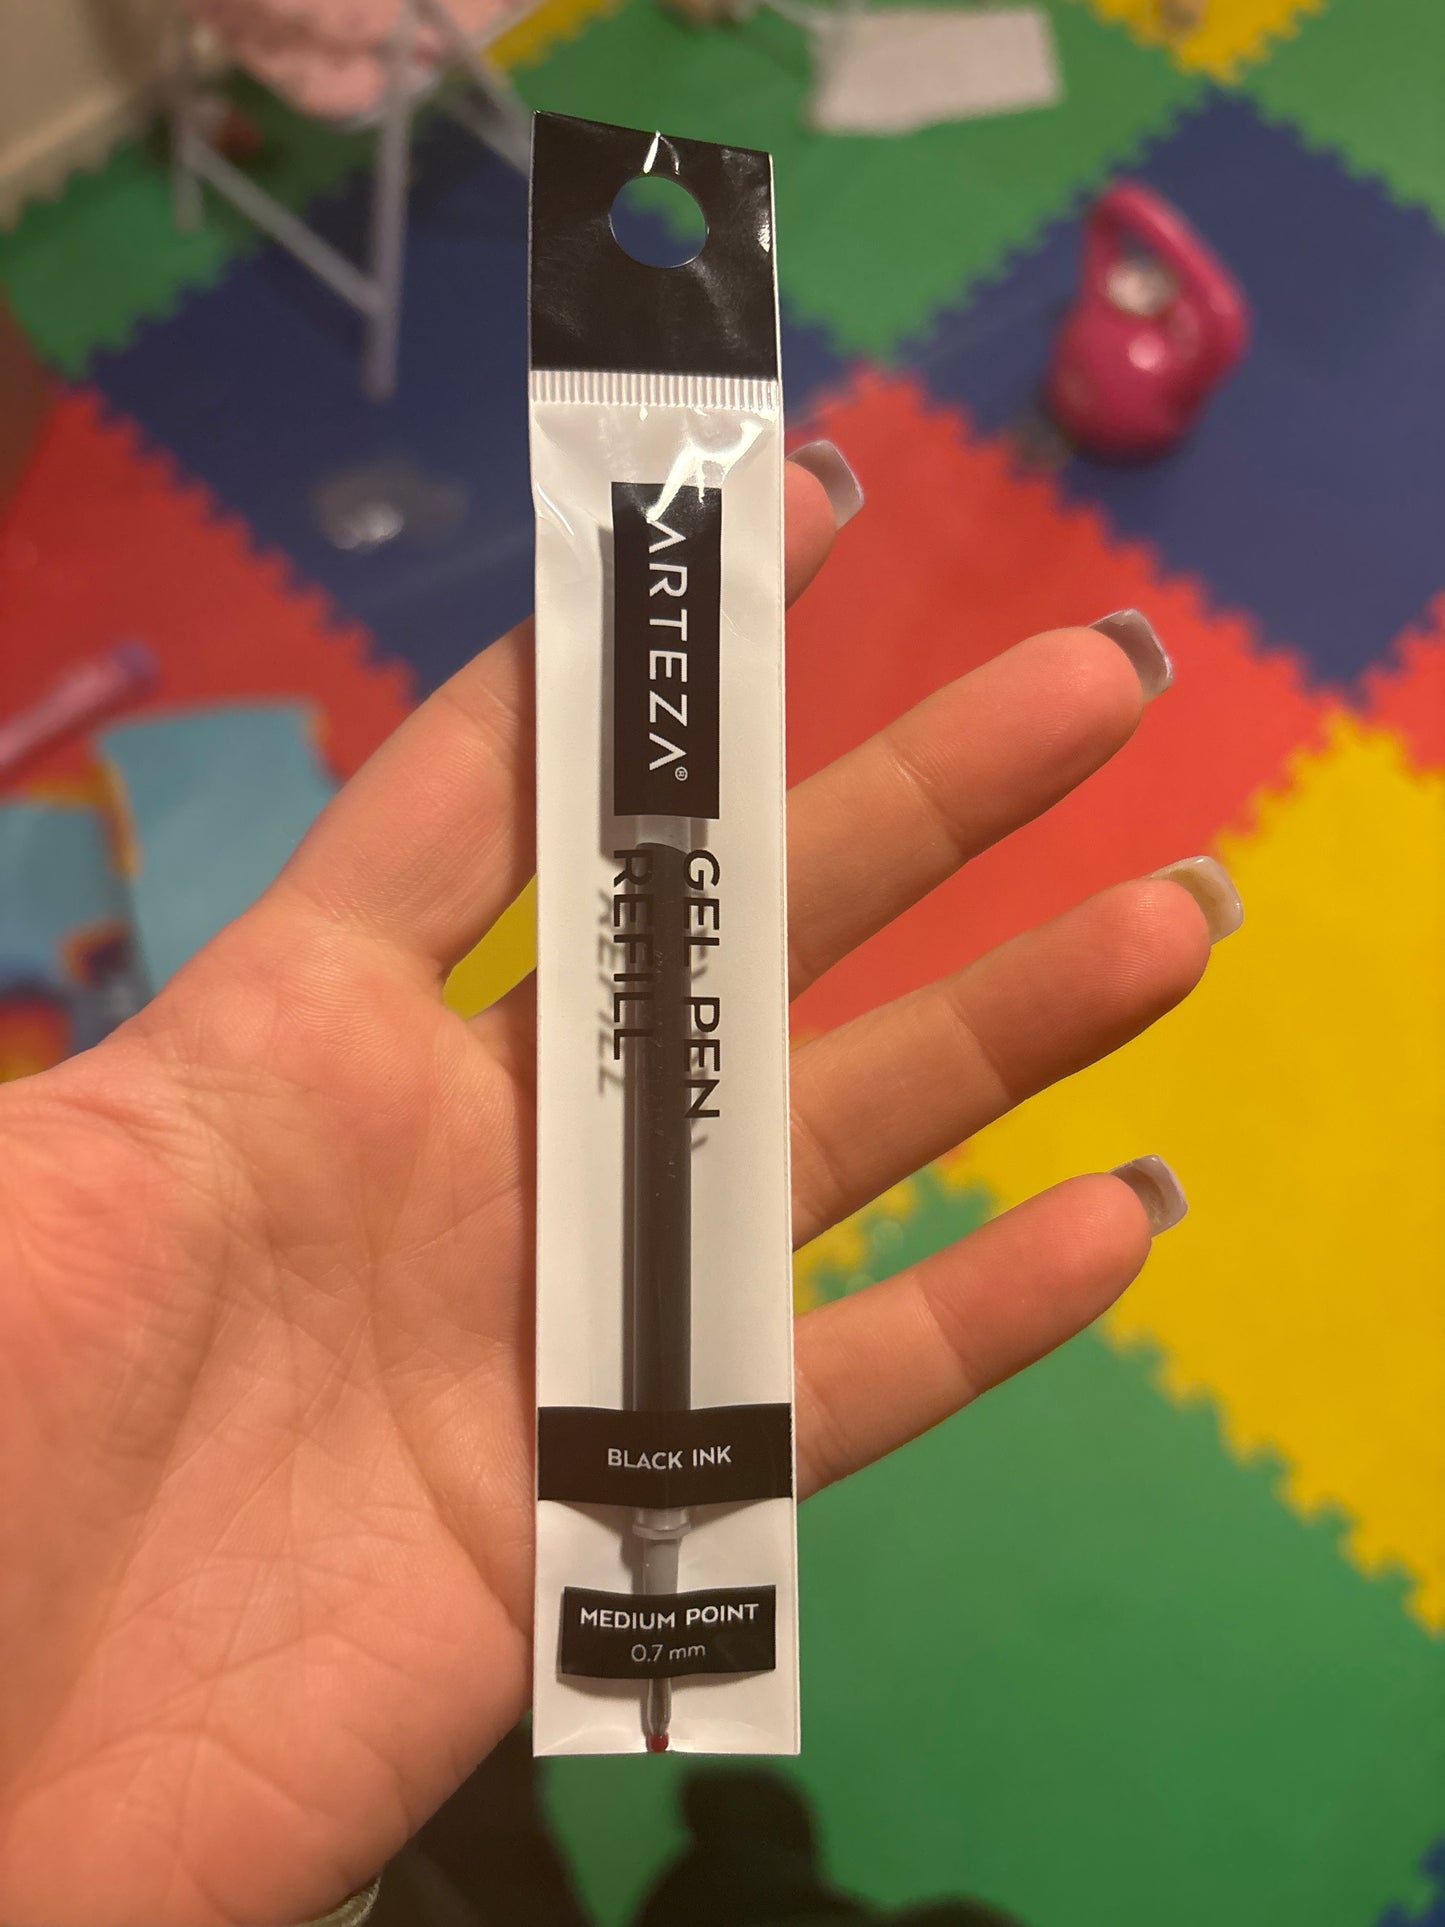 ARTEZA®
GEL PEN
REFILL
BLACK INK
MEDIUM POINT
0.7 mm